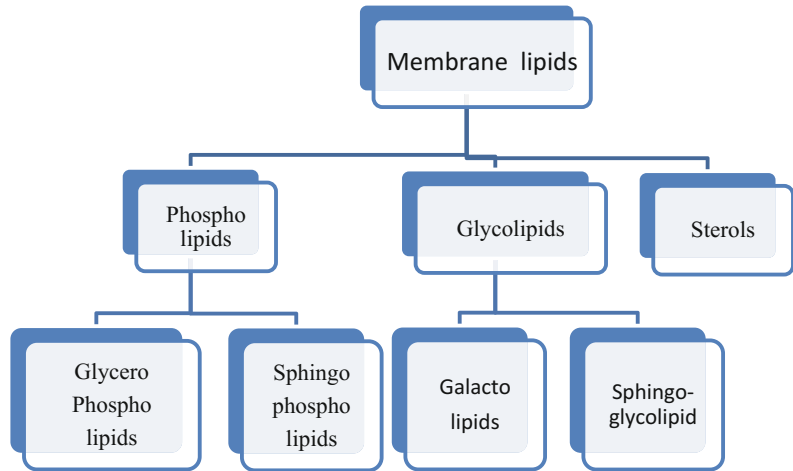 Membrane lipids
Phospho
lipids
Glycolipids
Sterols
Glycero
Phospho
lipids
Sphingo
phospho
lipids
Galacto
lipids
Sphingo-
glycolipid